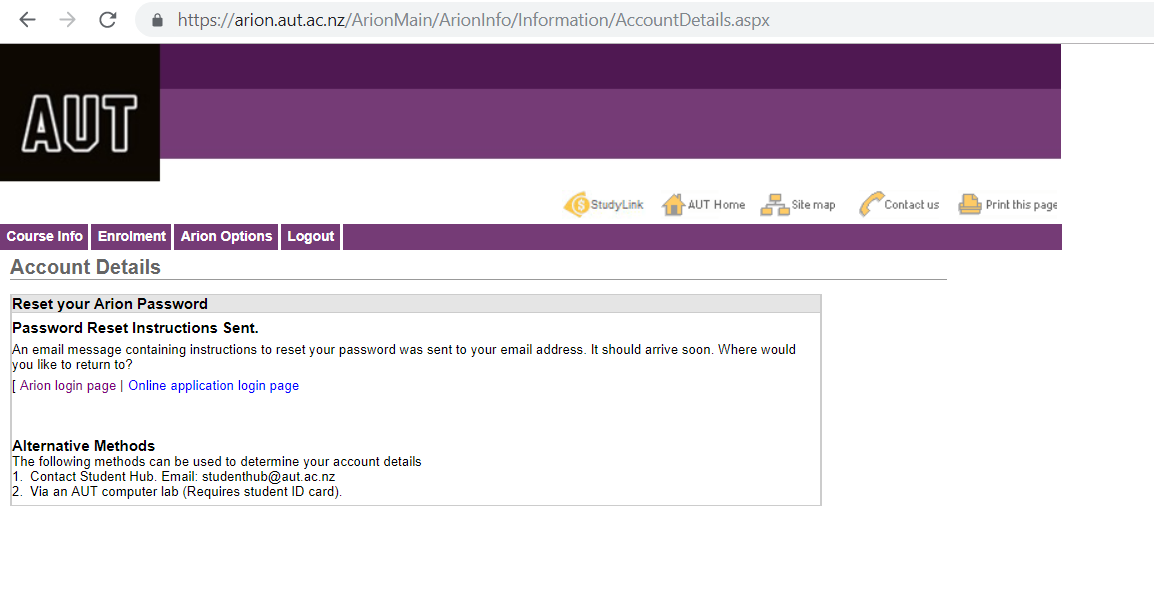 https://arion.aut.ac.nz/ArionMain/ArionInfo/Information/AccountDetails.aspx
AUT
StudyLink AUT Home Site map Contact us Print this page
Course Info Enrolment Arion Options Logout
Account Details
Reset your Arion Password
Password Reset Instructions Sent.
An email message containing instructions to reset your password was sent to your email address. It should arrive soon. Where would
you like to return to?
[ Arion login page | Online application login page
Alternative Methods
The following methods can be used to determine your account details
1. Contact Student Hub. Email: studenthub@aut.ac.nz
2. Via an AUT computer lab (Requires student ID card).